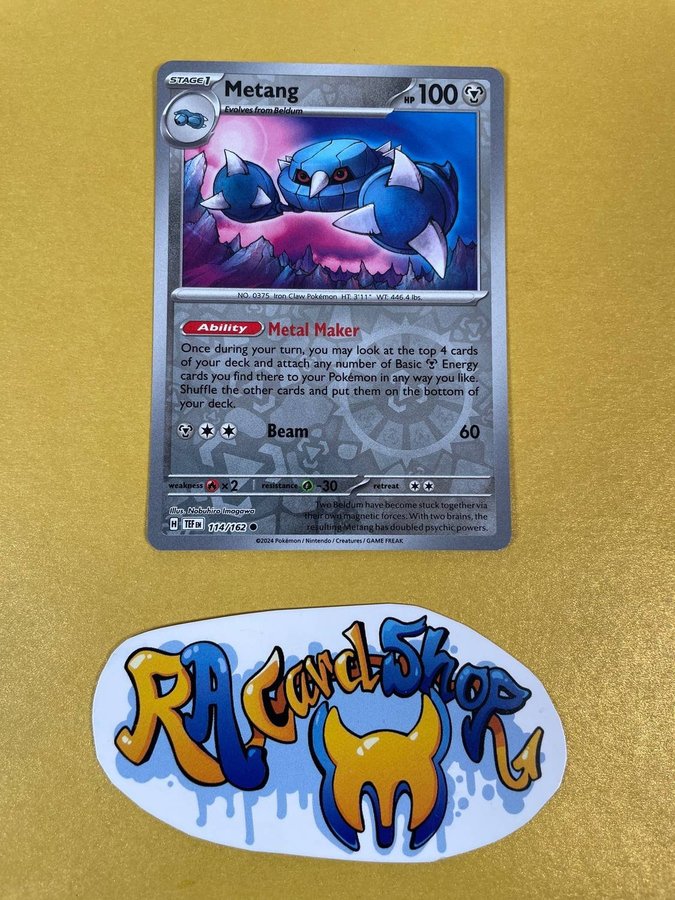 STAGE1
Metang
HP 100
Evolves from Beldum
NO. 0375 Iron Claw Pokémon HT: 3'11" WT: 446.4 lbs.
Ability Metal Maker
Once during your turn, you may look at the top 4 cards
of your deck and attach any number of Basic Energy
cards you find there to your Pokémon in any way you like.
Shuffle the other cards and put them on the bottom of
your deck.
Beam 60
weakness ×2 resistance -30 retreat
Illus. Nobuhiro Imagawa
H TEF EN 114/162
Two Beldum have become stuck together via
their own magnetic forces. With two brains, the
resulting Metang has doubled psychic powers.
©2024 Pokémon / Nintendo / Creatures / GAME FREAK
RA Card Shop